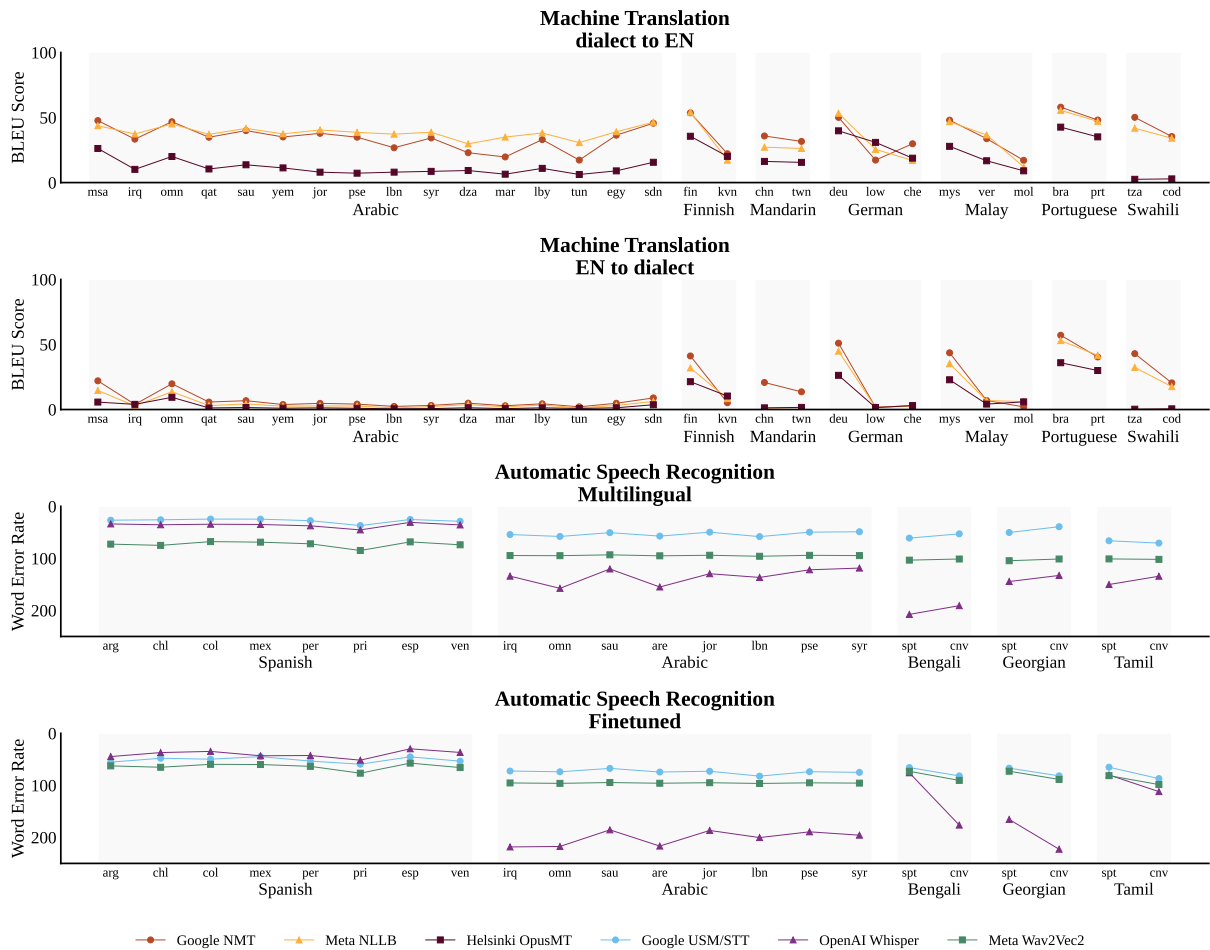 Machine Translation
dialect to EN
BLEU Score
100
50
0
msa irq omn qat sau yem jor pse lbn syr dza mar lby tun egy sdn fin kvn chn twn deu low che mys ver mol bra prt tza cod
Arabic Finnish Mandarin German Malay Portuguese Swahili
Machine Translation
EN to dialect
BLEU Score
100
50
0
msa irq omn qat sau yem jor pse lbn syr dza mar lby tun egy sdn fin kvn chn twn deu low che mys ver mol bra prt tza cod
Arabic Finnish Mandarin German Malay Portuguese Swahili
Automatic Speech Recognition
Multilingual
Word Error Rate
0
100
200
arg chl col mex per pri esp ven irq omn sau are jor lbn pse syr spt cnv spt cnv spt cnv
Spanish Arabic Bengali Georgian Tamil
Automatic Speech Recognition
Finetuned
Word Error Rate
0
100
200
arg chl col mex per pri esp ven irq omn sau are jor lbn pse syr spt cnv spt cnv spt cnv
Spanish Arabic Bengali Georgian Tamil
Google NMT Meta NLLB Helsinki OpusMT Google USM/STT OpenAI Whisper Meta Wav2Vec2